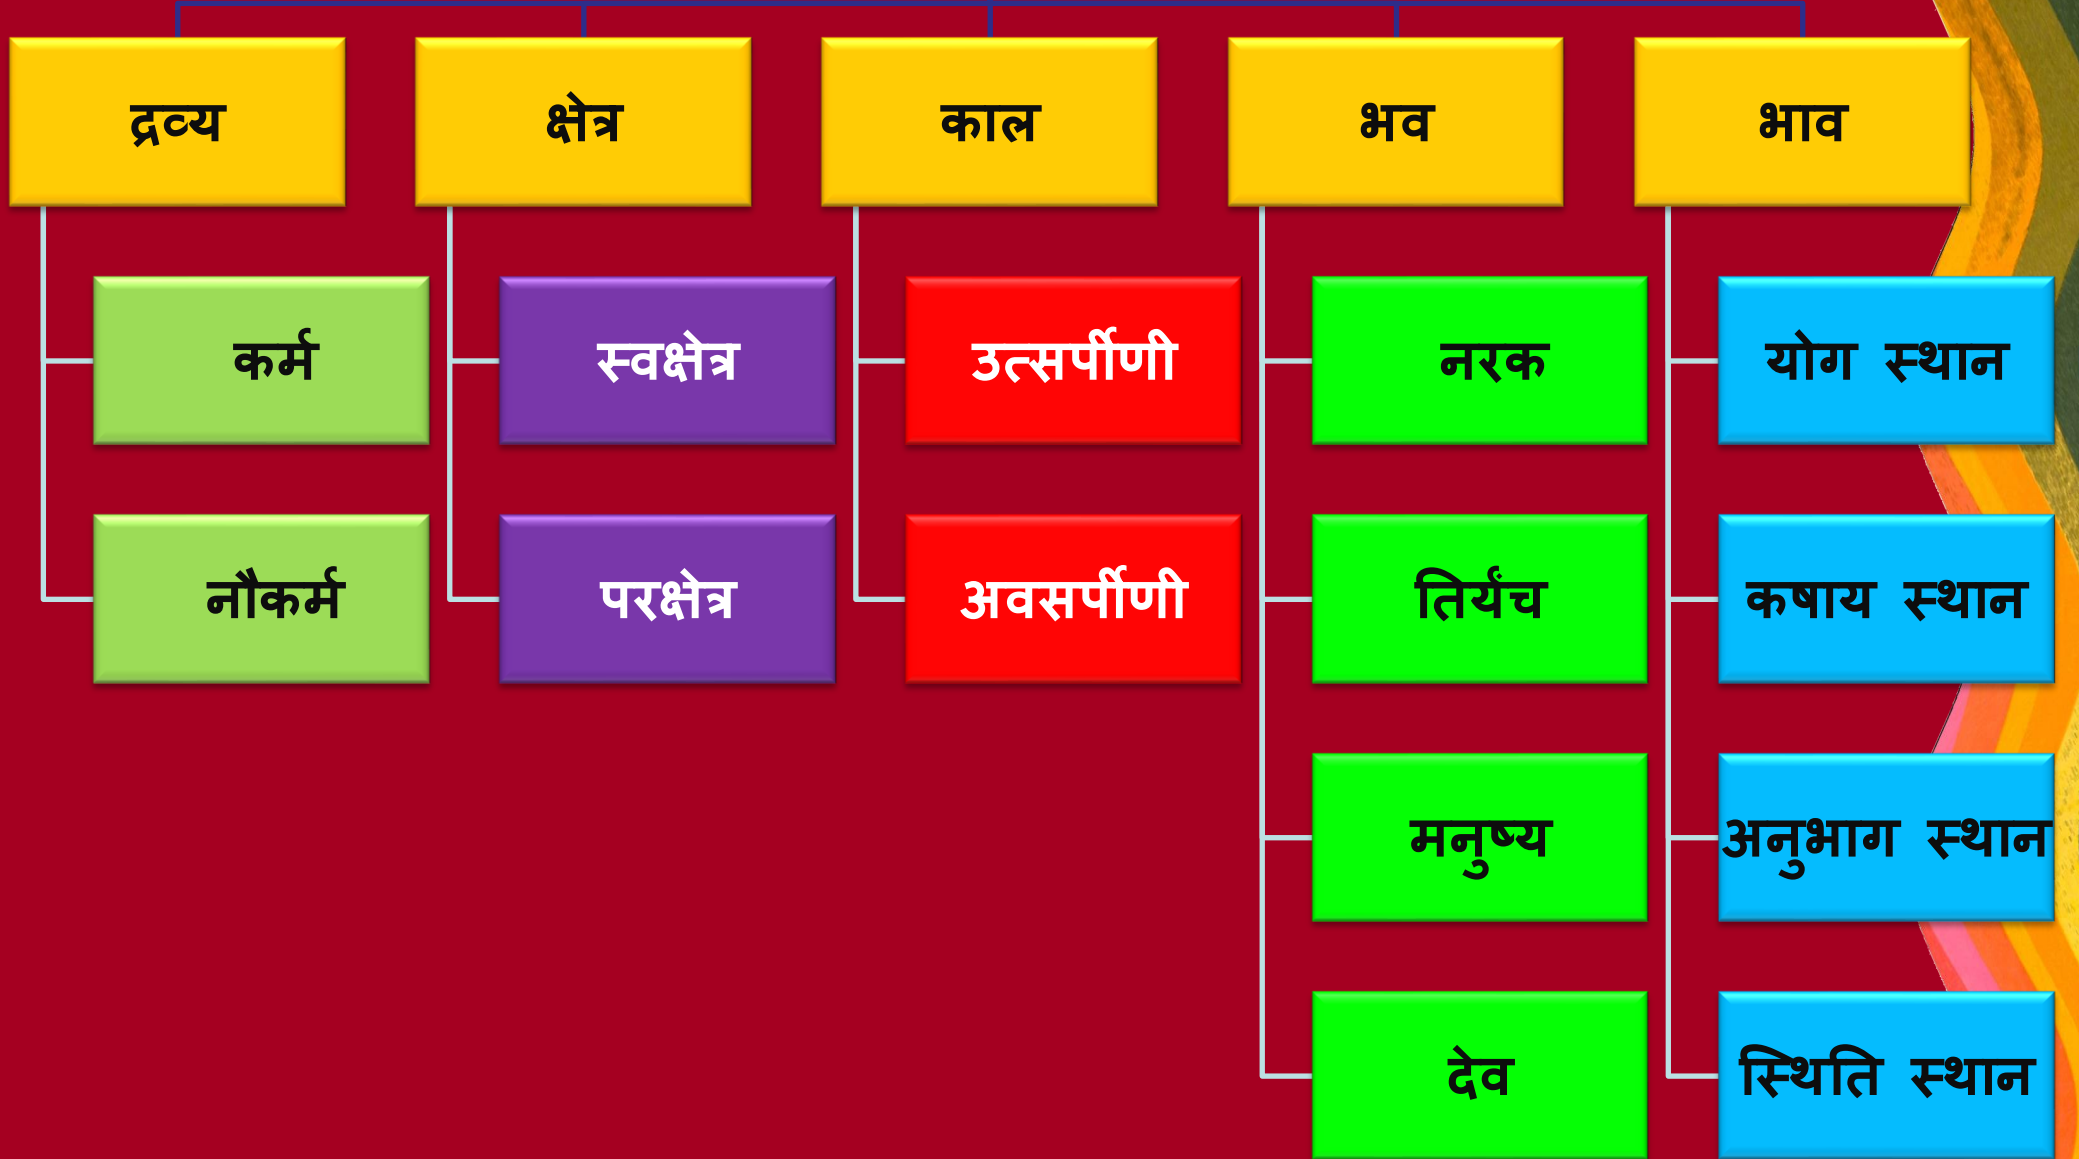 द्रव्य
क्षेत्र
काल
भव
भाव
कर्म
स्वक्षेत्र
उत्सर्पीणी
नरक
योग स्थान
नौकर्म
परक्षेत्र
अवसर्पीणी
तिर्यंच
कषाय स्थान
मनुष्य
अनुभाग स्थान
देव
स्थिति स्थान